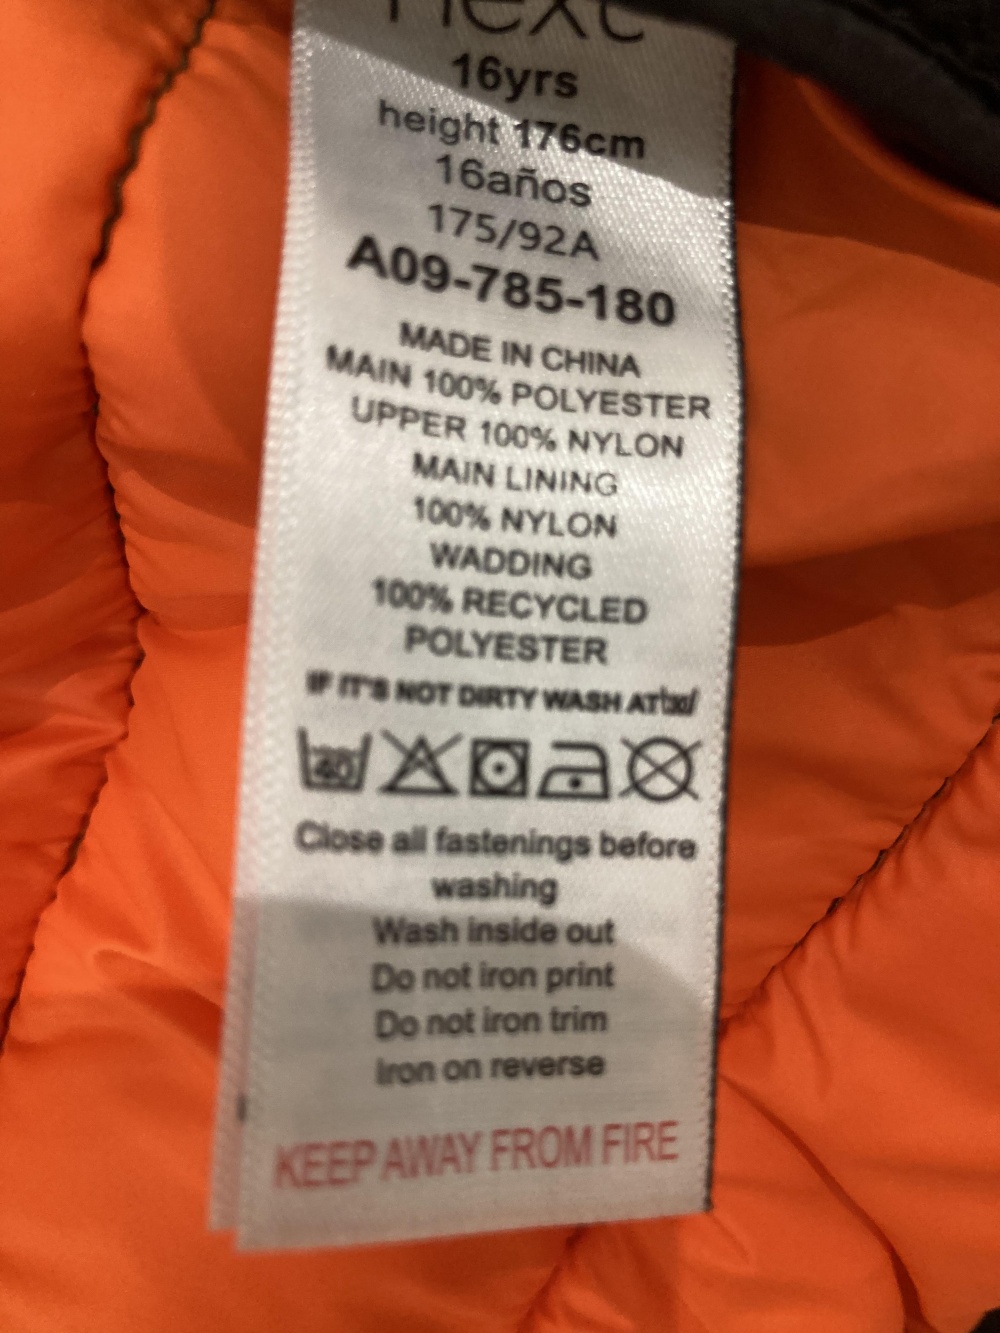 next
16yrs
height 176cm
16años
175/92A
A09-785-180
MADE IN CHINA
MAIN 100% POLYESTER
UPPER 100% NYLON
MAIN LINING
100% NYLON
WADDING
100% RECYCLED
POLYESTER
IF IT'S NOT DIRTY WASH AT
40
Close all fastenings before
washing
Wash inside out
Do not iron print
Do not iron trim
Iron on reverse
KEEP AWAY FROM FIRE